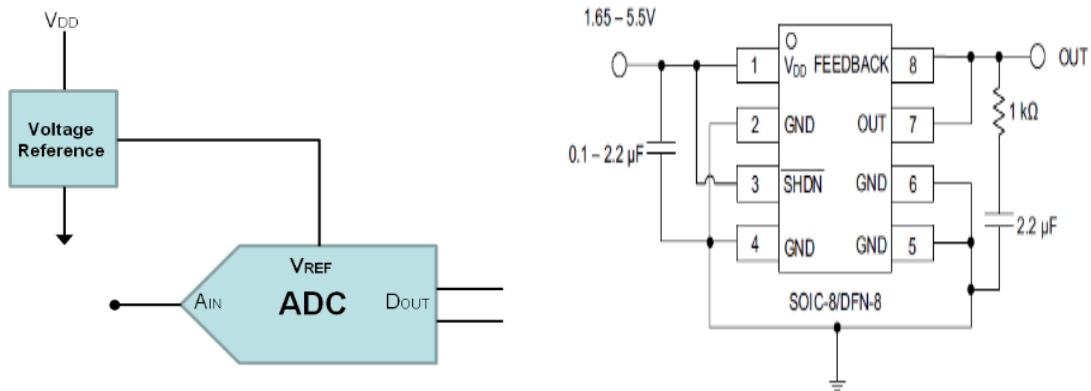 VDD
Voltage
Reference
VREF
AIN
ADC
DOUT
1.65 – 5.5V
1
VDD
FEEDBACK
8
OUT
2
GND
OUT
7
1 kΩ
0.1 – 2.2 µF
3
SHDN
GND
6
2.2 µF
4
GND
GND
5
SOIC-8/DFN-8